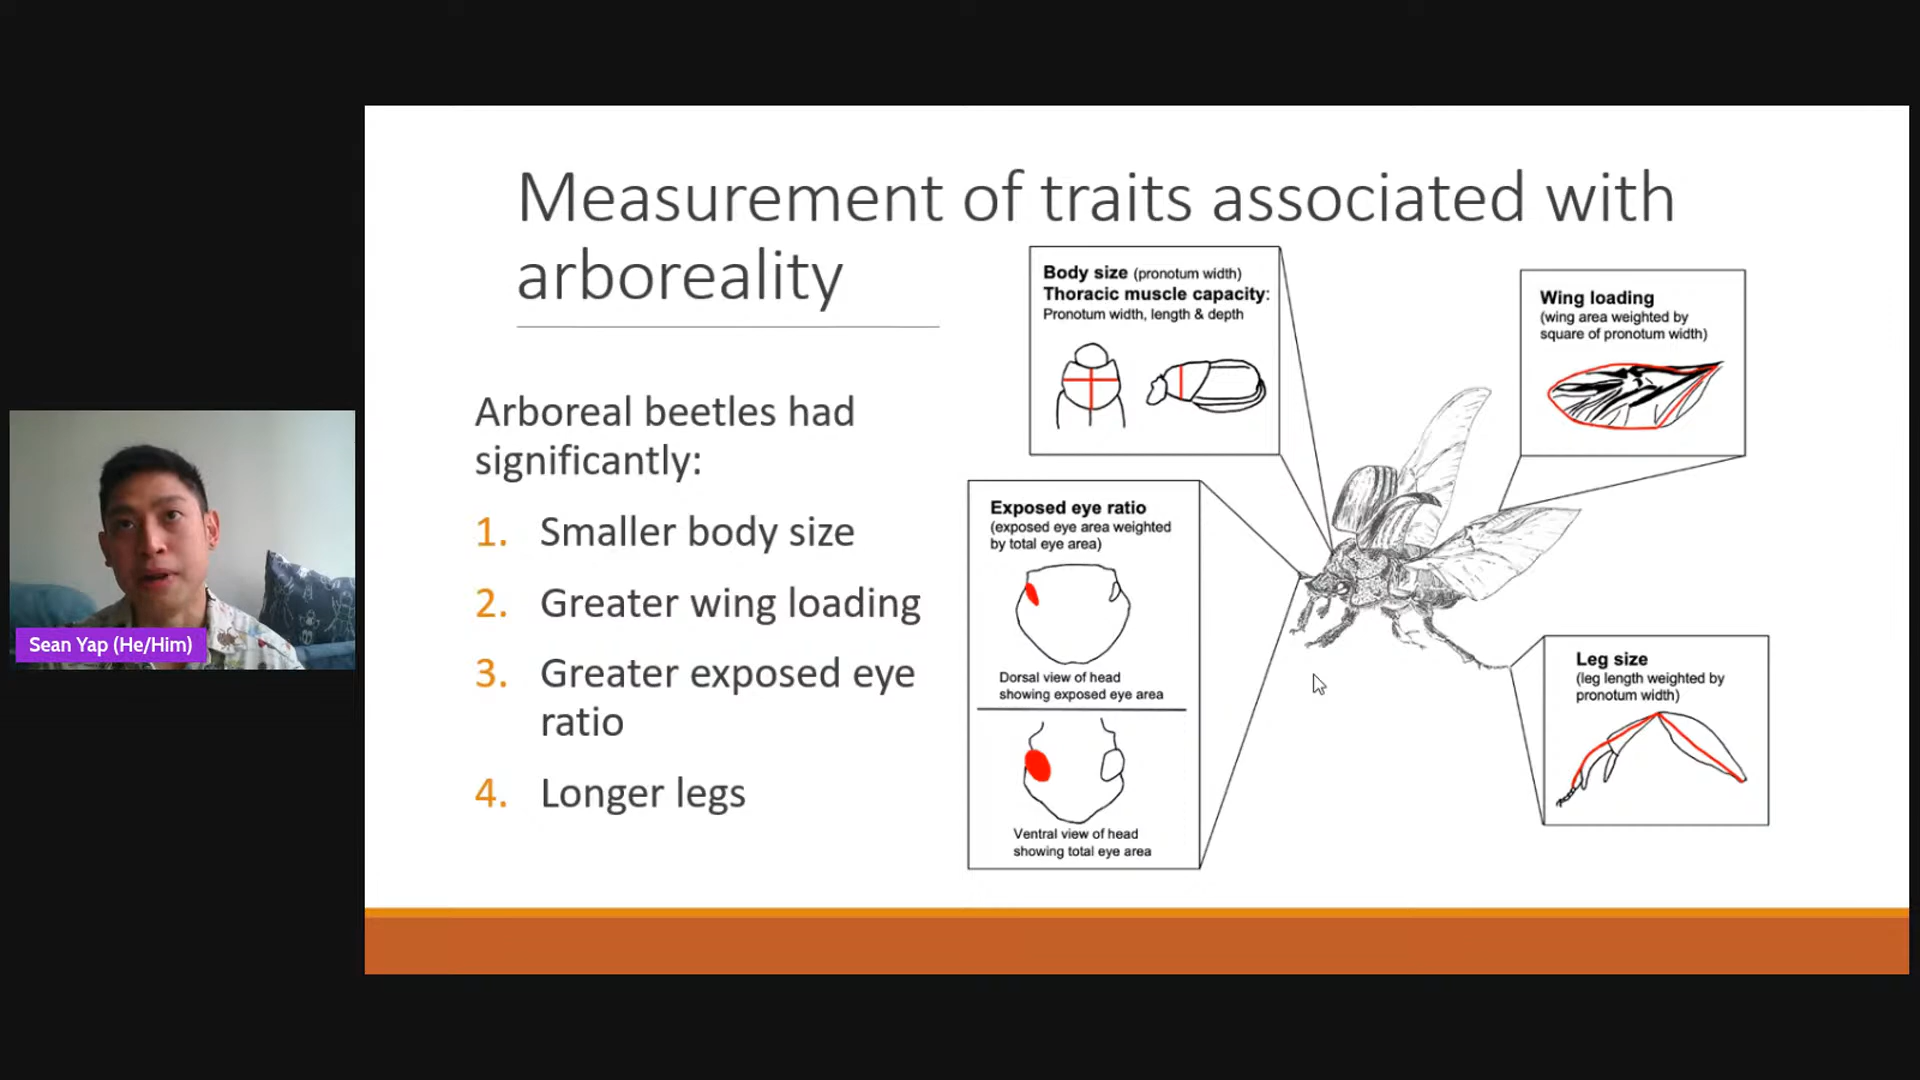 Measurement of traits associated with
arboreality
Arboreal beetles had
significantly:
1. Smaller body size
2. Greater wing loading
3. Greater exposed eye
ratio
4. Longer legs
Body size (pronotum width)
Thoracic muscle capacity:
Pronotum width, length & depth
Wing loading
(wing area weighted by
square of pronotum width)
Exposed eye ratio
(exposed eye area weighted
by total eye area)
Dorsal view of head
showing exposed eye area
Ventral view of head
showing total eye area
Leg size
(leg length weighted by
pronotum width)
Sean Yap (He/Him)